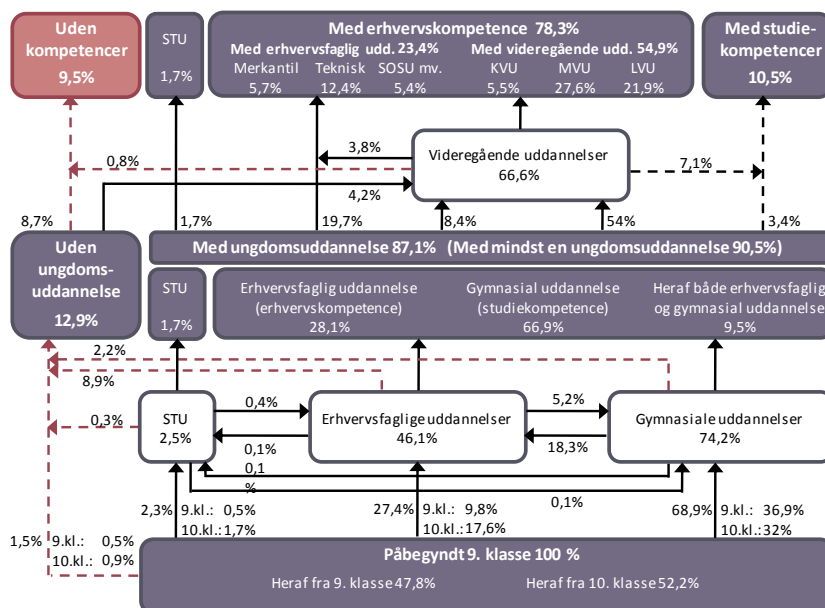 Uden
kompetencer
9,5%
STU
1,7%
Med erhvervskompetence 78,3%
Med erhvervsfaglig udd. 23,4%
Med videregående udd. 54,9%
Merkantil
Teknisk
SOSU mv.
KVU
MVU
LVU
5,7%
12,4%
5,4%
5,5%
27,6%
21,9%
Med studie-
kompetencer
10,5%
3,8%
0,8%
Videregående uddannelser
66,6%
7,1%
4,2%
8,7%
1,7%
19,7%
8,4%
54%
3,4%
Uden
ungdoms-
uddannelse
12,9%
Med ungdomsuddannelse 87,1% (Med mindst en ungdomsuddannelse 90,5%)
STU
1,7%
Erhvervsfaglig uddannelse
(erhvervskompetence)
28,1%
Gymnasial uddannelse
(studiekompetence)
66,9%
Heraf både erhvervsfaglig
og gymnasial uddannelse
9,5%
2,2%
8,9%
0,3%
STU
2,5%
0,4%
0,1%
Erhvervsfaglige uddannelser
46,1%
5,2%
18,3%
Gymnasiale uddannelser
74,2%
0,1
%
0,1%
2,3%
9.kl.: 0,5%
10.kl.: 1,7%
27,4%
9.kl.: 9,8%
10.kl.: 17,6%
68,9%
9.kl.: 36,9%
10.kl.: 32%
1,5%
9.kl.: 0,5%
10.kl.: 0,9%
Påbegyndt 9. klasse 100 %
Heraf fra 9. klasse 47,8%
Heraf fra 10. klasse 52,2%